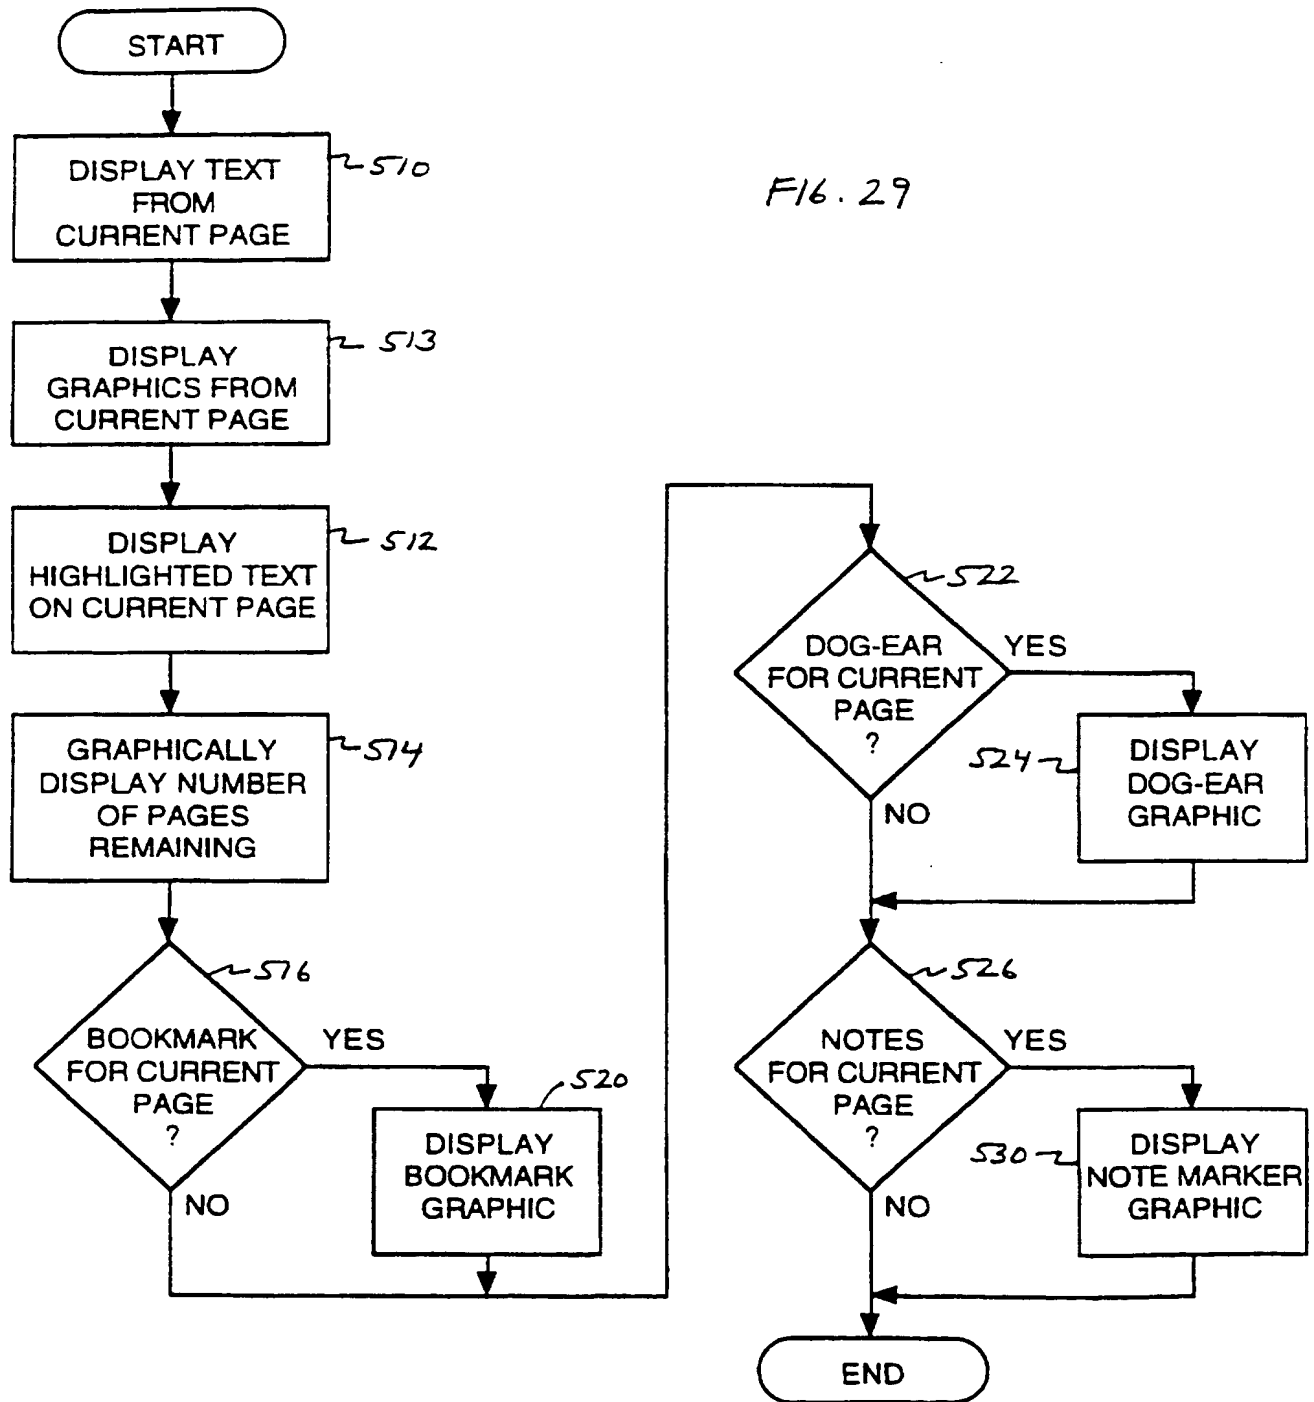 START
DISPLAY TEXT
FROM
CURRENT PAGE
510
FIG. 29
DISPLAY
GRAPHICS FROM
CURRENT PAGE
513
DISPLAY
HIGHLIGHTED TEXT
ON CURRENT PAGE
512
GRAPHICALLY
DISPLAY NUMBER
OF PAGES
REMAINING
514
BOOKMARK
FOR CURRENT
PAGE
?
516
YES
NO
DISPLAY
BOOKMARK
GRAPHIC
520
DOG-EAR
FOR CURRENT
PAGE
?
522
YES
NO
DISPLAY
DOG-EAR
GRAPHIC
524
NOTES
FOR CURRENT
PAGE
?
526
YES
NO
DISPLAY
NOTE MARKER
GRAPHIC
530
END